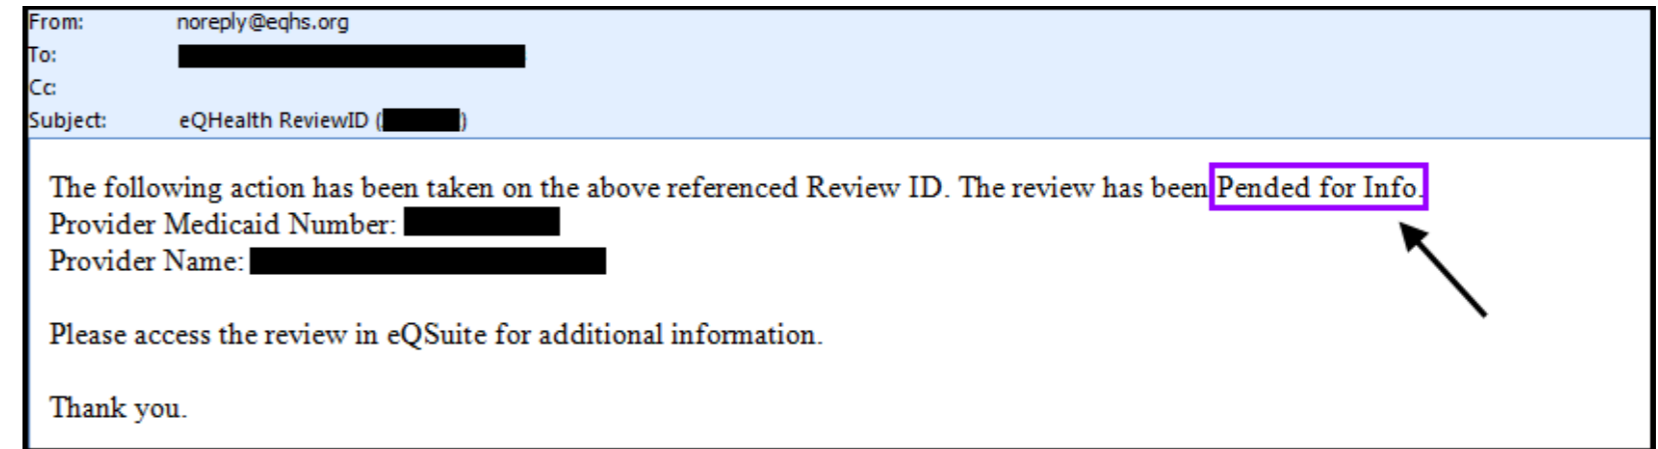 From: noreply@eqhs.org
To:
Cc:
Subject: eQHealth ReviewID ( )
The following action has been taken on the above referenced Review ID. The review has been Pended for Info.
Provider Medicaid Number:
Provider Name:
Please access the review in eQSuite for additional information.
Thank you.